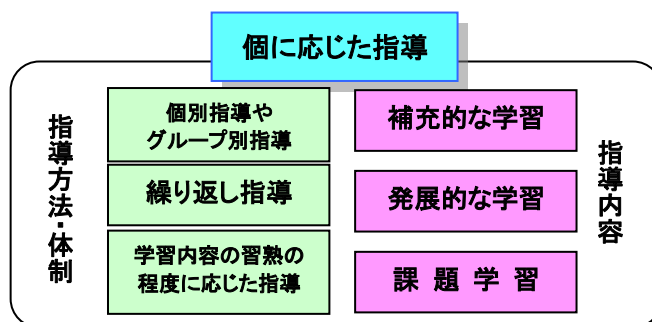 個に応じた指導
指導方法・体制
個別指導や
グループ別指導
繰り返し指導
学習内容の習熟の
程度に応じた指導
補充的な学習
発展的な学習
課題学習
指導内容